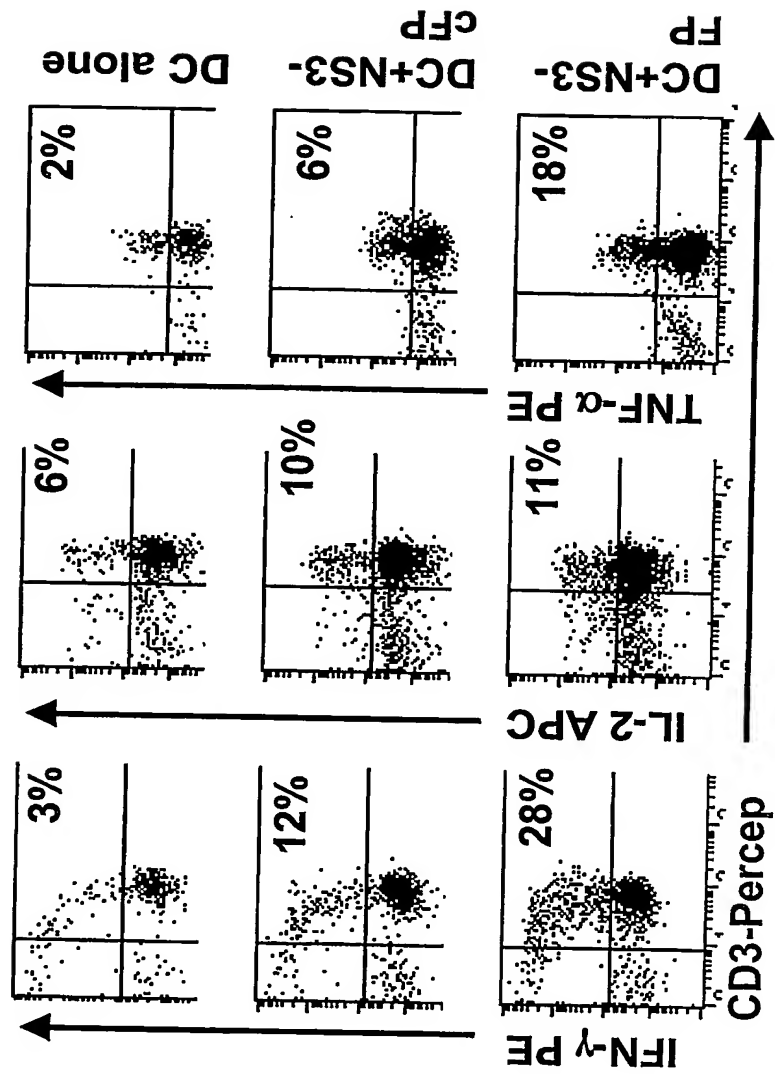 DC alone
2%
DC+NS3-
cFP
6%
DC+NS3-
FP
18%
TNF-α PE
6%
10%
11%
IL-2 APC
3%
12%
28%
IFN-γ PE
CD3-Percep